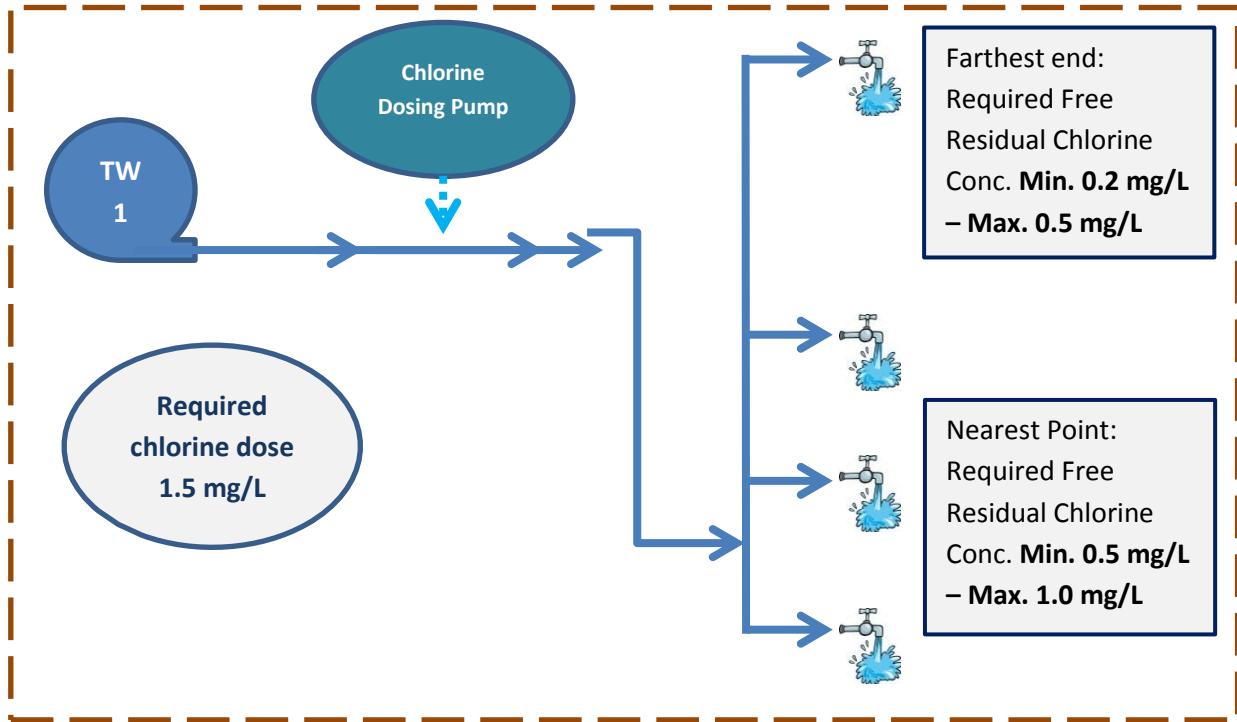 Chlorine
Dosing Pump
TW
1
Required
chlorine dose
1.5 mg/L
Farthest end:
Required Free
Residual Chlorine
Conc. Min. 0.2 mg/L
– Max. 0.5 mg/L
Nearest Point:
Required Free
Residual Chlorine
Conc. Min. 0.5 mg/L
– Max. 1.0 mg/L